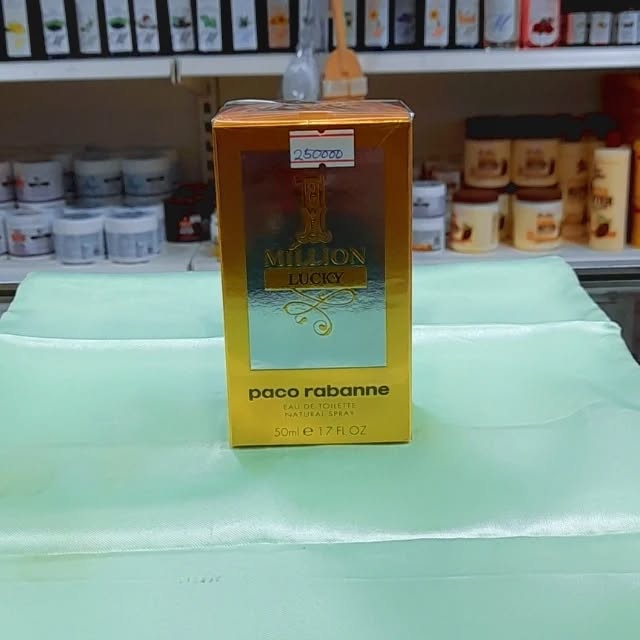 250000
1
MILLION
LUCKY
paco rabanne
EAU DE TOILETTE
NATURAL SPRAY
50ml e 1.7 FL OZ